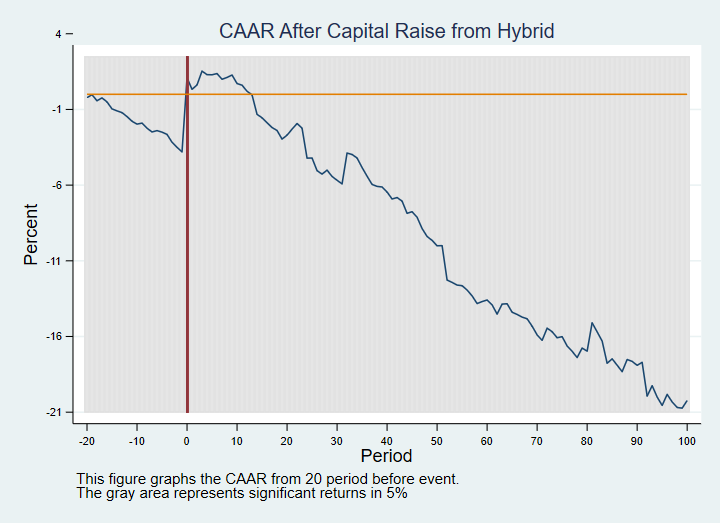 CAAR After Capital Raise from Hybrid
4
-1
-6
-11
-16
-21
Percent
-20 -10 0 10 20 30 40 50 60 70 80 90 100
Period
This figure graphs the CAAR from 20 period before event.
The gray area represents significant returns in 5%